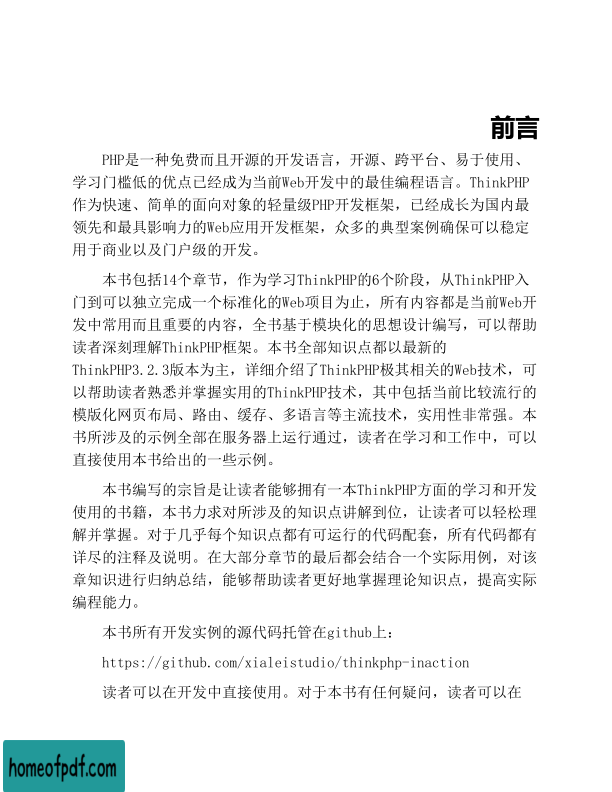 前言
PHP是一种免费而且开源的开发语言，开源、跨平台、易于使用、
学习门槛低的优点已经成为当前Web开发中的最佳编程语言。ThinkPHP
作为快速、简单的面向对象的轻量级PHP开发框架，已经成长为国内最
领先和最具影响力的Web应用开发框架，众多的典型案例确保可以稳定
用于商业以及门户级的开发。
本书包括14个章节，作为学习ThinkPHP的6个阶段，从ThinkPHP入
门到可以独立完成一个标准化的Web项目为止，所有内容都是当前Web开
发中常用而且重要的内容，全书基于模块化的思想设计编写，可以帮助
读者深刻理解ThinkPHP框架。本书全部知识点都以最新的
ThinkPHP3.2.3版本为主，详细介绍了ThinkPHP极其相关的Web技术，可
以帮助读者熟悉并掌握实用的ThinkPHP技术，其中包括当前比较流行的
模版化网页布局、路由、缓存、多语言等主流技术，实用性非常强。本
书所涉及的示例全部在服务器上运行通过，读者在学习和工作中，可以
直接使用本书给出的一些示例。
本书编写的宗旨是让读者能够拥有一本ThinkPHP方面的学习和开发
使用的书籍，本书力求对所涉及的知识点讲解到位，让读者可以轻松理
解并掌握。对于几乎每个知识点都有可运行的代码配套，所有代码都有
详尽的注释及说明。在大部分章节的最后都会结合一个实际用例，对该
章知识进行归纳总结，能够帮助读者更好地掌握理论知识点，提高实际
编程能力。
本书所有开发实例的源代码托管在github上：
https://github.com/xialeistudio/thinkphp-inaction
读者可以在开发中直接使用。对于本书有任何疑问，读者可以在
homeofpdf.com